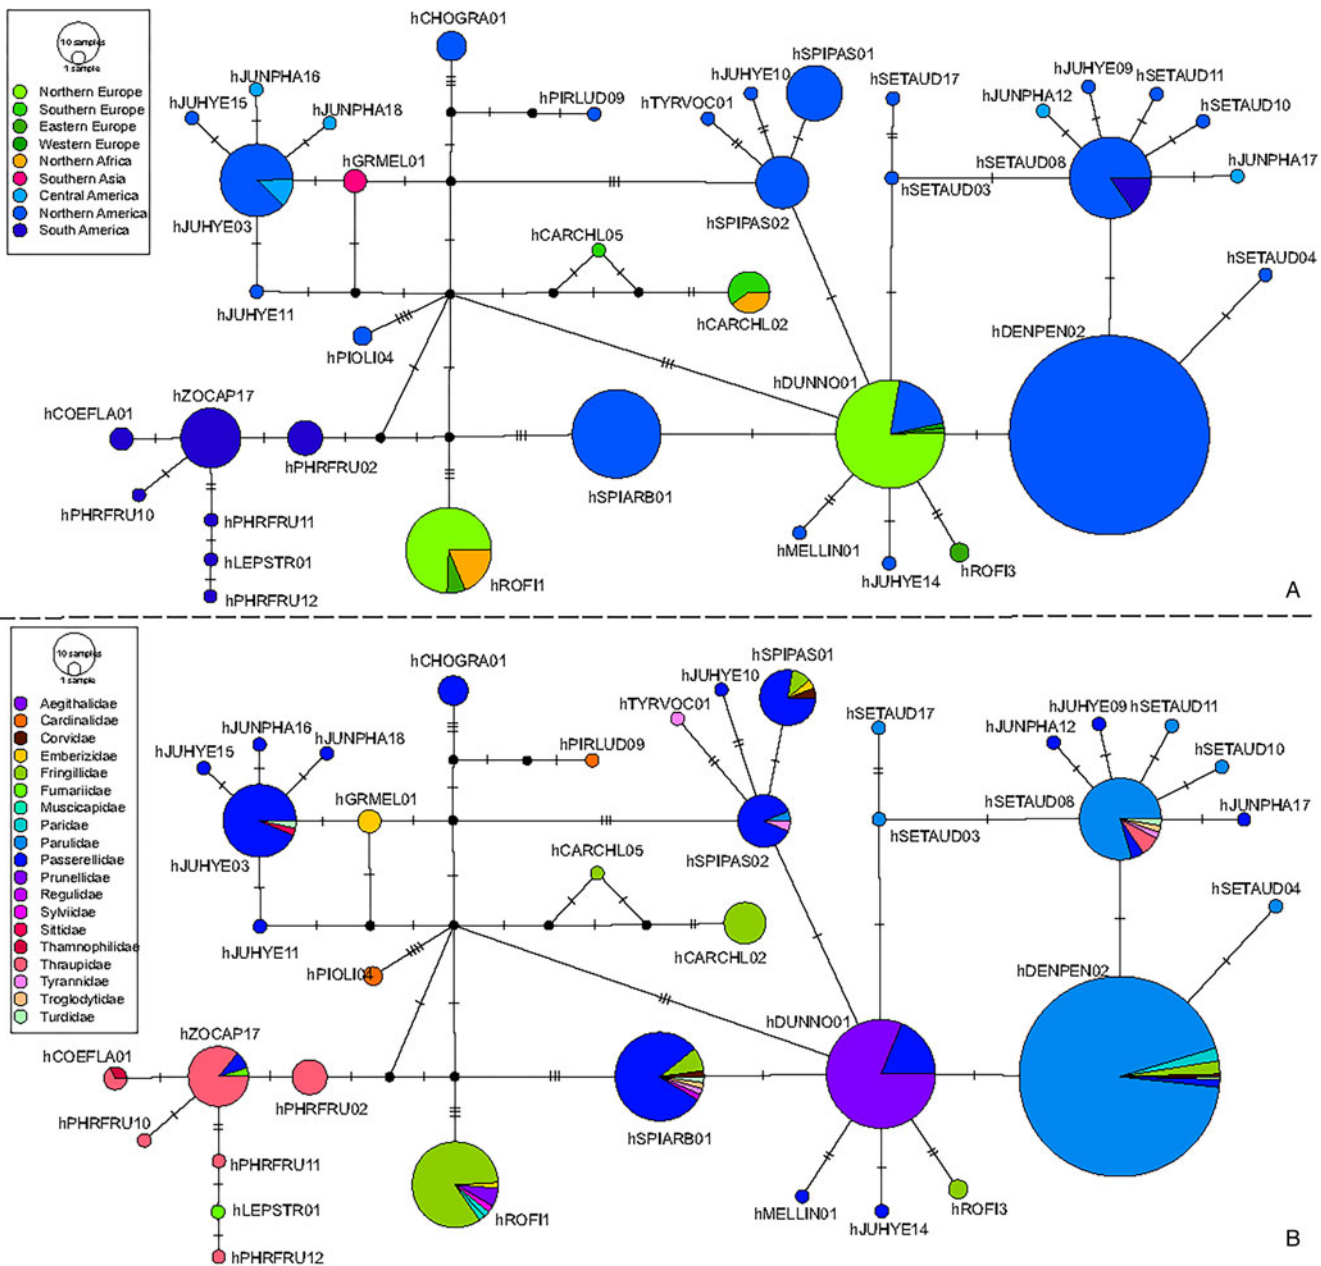 10 samples
1 sample
Northern Europe
Southern Europe
Eastern Europe
Western Europe
Northern Africa
Southern Asia
Central America
Northern America
South America
hCHOGRA01
hJUNPHA16
hJUHYE15
hJUNPHA18
hPIRLUD09
hGRMEL01
hJUHYE03
hJUHYE11
hCARCHL05
hCARCHL02
hPIOLI04
hSPIPAS01
hJUHYE10
hTYRVOC01
hSPIPAS02
hSETAUD17
hSETAUD03
hJUHYE09
hSETAUD11
hJUNPHA12
hSETAUD10
hSETAUD08
hJUNPHA17
hSETAUD04
hDENPEN02
hDUNNO01
hZOCAP17
hCOEFLA01
hPHRFRU02
hPHRFRU10
hPHRFRU11
hLEPSTR01
hPHRFRU12
hROFI1
hSPIARB01
hMELLIN01
hJUHYE14
hROFI3
A
10 samples
1 sample
Aegithalidae
Cardinalidae
Corvidae
Emberizidae
Fringillidae
Furnariidae
Muscicapidae
Paridae
Parulidae
Passerellidae
Prunellidae
Regulidae
Sylviidae
Sittidae
Thamnophilidae
Thraupidae
Tyrannidae
Troglodytidae
Turdidae
hCHOGRA01
hJUNPHA16
hJUHYE15
hJUNPHA18
hPIRLUD09
hGRMEL01
hJUHYE03
hJUHYE11
hCARCHL05
hCARCHL02
hPIOLI04
hSPIPAS01
hJUHYE10
hTYRVOC01
hSPIPAS02
hSETAUD17
hSETAUD03
hJUHYE09
hSETAUD11
hJUNPHA12
hSETAUD10
hSETAUD08
hJUNPHA17
hSETAUD04
hDENPEN02
hDUNNO01
hZOCAP17
hCOEFLA01
hPHRFRU02
hPHRFRU10
hPHRFRU11
hLEPSTR01
hPHRFRU12
hROFI1
hSPIARB01
hMELLIN01
hJUHYE14
hROFI3
B